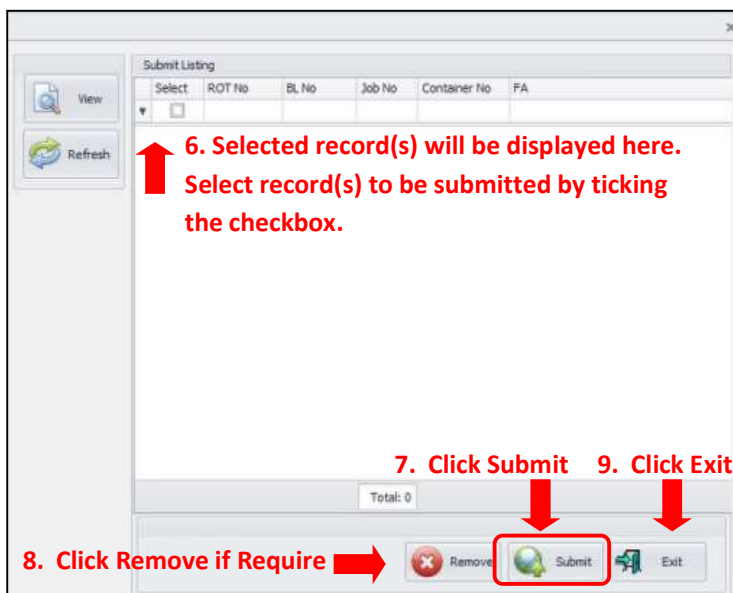 ×
Submit Listing
Select ROT No BL No Job No Container No FA
View
Refresh
6. Selected record(s) will be displayed here.
Select record(s) to be submitted by ticking
the checkbox.
7. Click Submit 9. Click Exit
Total: 0
8. Click Remove if Require
Remove Submit Exit